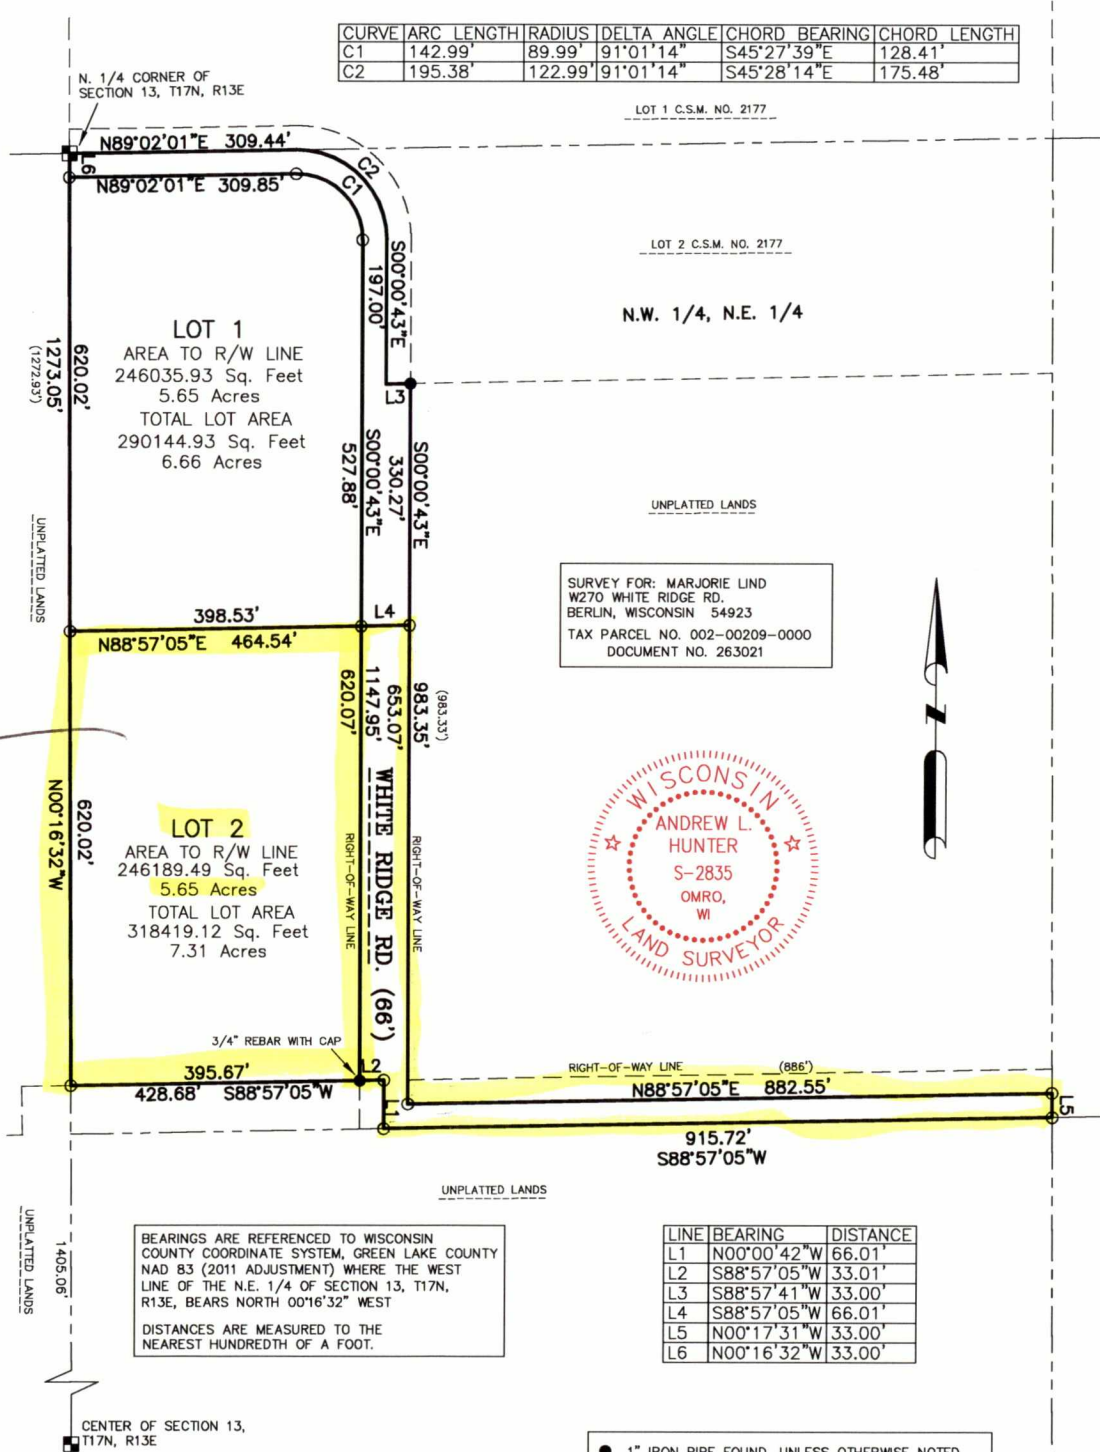 CURVE ARC LENGTH RADIUS DELTA ANGLE CHORD BEARING CHORD LENGTH
C1 142.99' 89.99' 91°01'14" S45°27'39"E 128.41'
C2 195.38' 122.99' 91°01'14" S45°28'14"E 175.48'
N. 1/4 CORNER OF
SECTION 13, T17N, R13E
LOT 1 C.S.M. NO. 2177
N89°02'01"E 309.44'
L6
N89°02'01"E 309.85'
C2
C1
LOT 2 C.S.M. NO. 2177
N.W. 1/4, N.E. 1/4
S00°00'43"E
197.00'
L3
LOT 1
AREA TO R/W LINE
246035.93 Sq. Feet
5.65 Acres
TOTAL LOT AREA
290144.93 Sq. Feet
6.66 Acres
620.02'
1273.05'
(1272.93')
S00°00'43"E
527.88'
S00°00'43"E
330.27'
UNPLATTED LANDS
UNPLATTED LANDS
SURVEY FOR: MARJORIE LIND
W270 WHITE RIDGE RD.
BERLIN, WISCONSIN 54923
TAX PARCEL NO. 002-00209-0000
DOCUMENT NO. 263021
398.53'
L4
N88°57'05"E 464.54'
983.35'
(983.33')
653.07'
1147.95'
620.07'
N
WHITE RIDGE RD. (66')
RIGHT-OF-WAY LINE
RIGHT-OF-WAY LINE
N00°16'32"W
620.02'
LOT 2
AREA TO R/W LINE
246189.49 Sq. Feet
5.65 Acres
TOTAL LOT AREA
318419.12 Sq. Feet
7.31 Acres
WISCONSIN
ANDREW L.
HUNTER
S-2835
OMRO,
WI
LAND SURVEYOR
3/4" REBAR WITH CAP
L2
395.67'
428.68' S88°57'05"W
L1
RIGHT-OF-WAY LINE (886')
N88°57'05"E 882.55'
L5
915.72'
S88°57'05"W
UNPLATTED LANDS
UNPLATTED LANDS
1405.06'
BEARINGS ARE REFERENCED TO WISCONSIN
COUNTY COORDINATE SYSTEM, GREEN LAKE COUNTY
NAD 83 (2011 ADJUSTMENT) WHERE THE WEST
LINE OF THE N.E. 1/4 OF SECTION 13, T17N,
R13E, BEARS NORTH 00°16'32" WEST
DISTANCES ARE MEASURED TO THE
NEAREST HUNDREDTH OF A FOOT.
LINE BEARING DISTANCE
L1 N00°00'42"W 66.01'
L2 S88°57'05"W 33.01'
L3 S88°57'41"W 33.00'
L4 S88°57'05"W 66.01'
L5 N00°17'31"W 33.00'
L6 N00°16'32"W 33.00'
CENTER OF SECTION 13,
T17N, R13E
1" IRON PIPE FOUND, UNLESS OTHERWISE NOTED